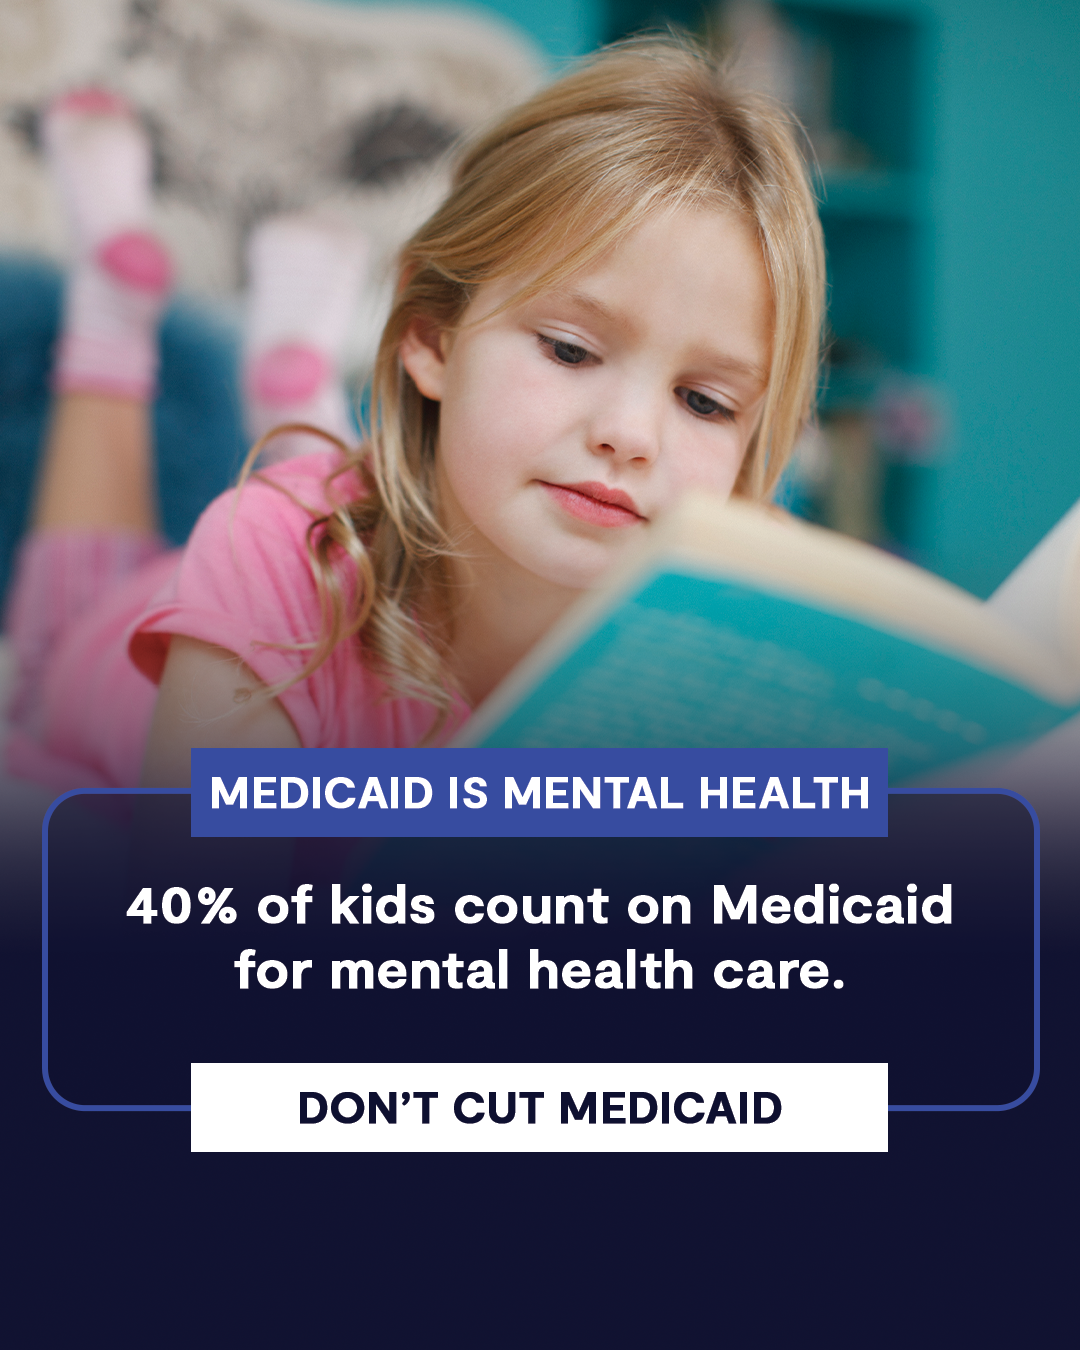 MEDICAID IS MENTAL HEALTH
40% of kids count on Medicaid
for mental health care.
DON’T CUT MEDICAID